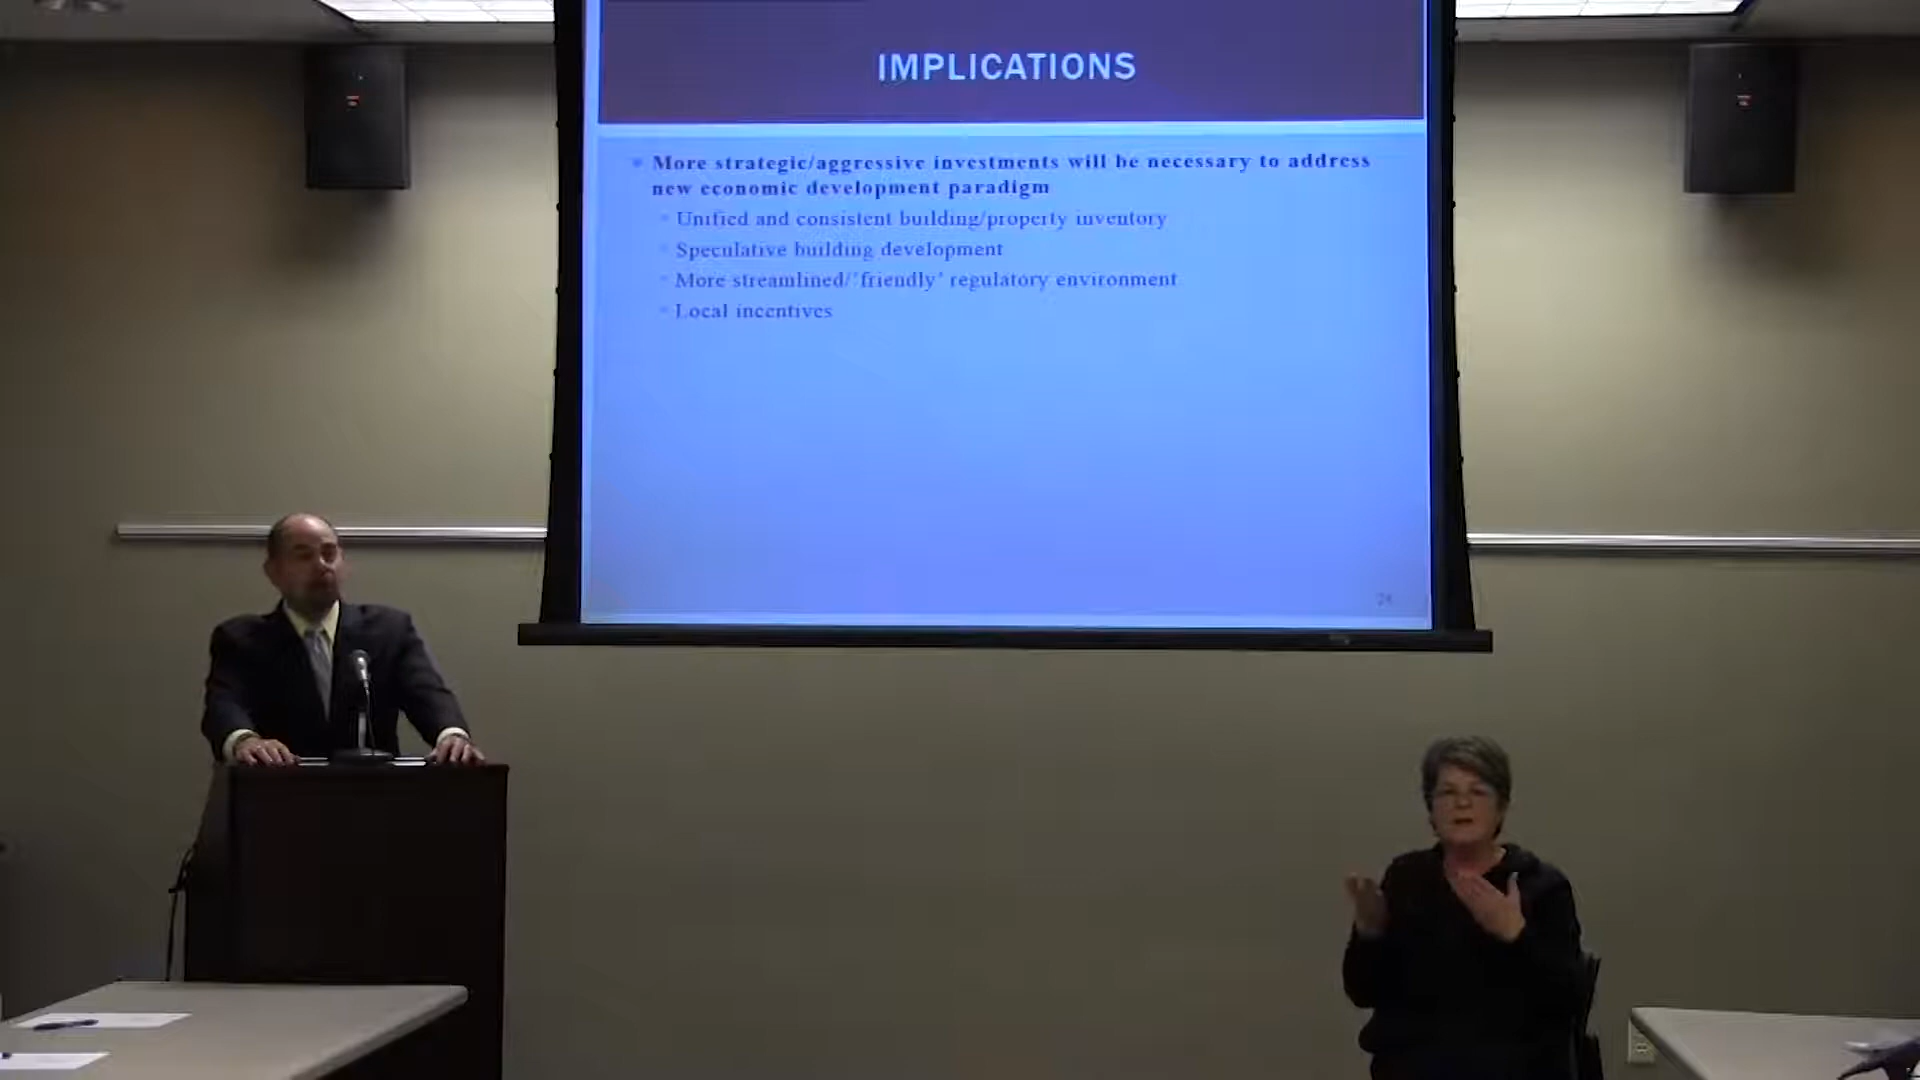 IMPLICATIONS
More strategic/aggressive investments will be necessary to address
new economic development paradigm
Unified and consistent building/property inventory
Speculative building development
More streamlined/'friendly' regulatory environment
Local incentives